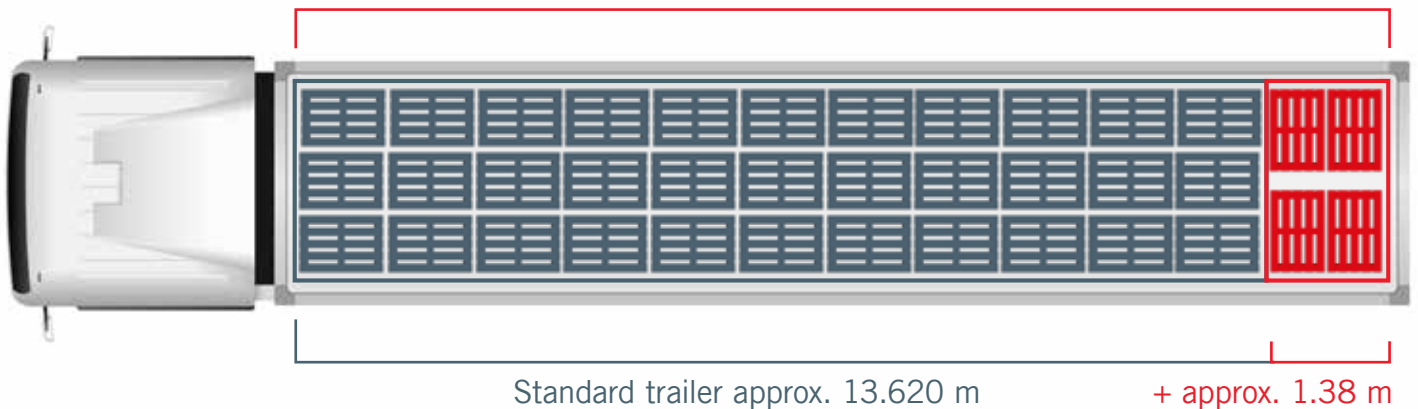 Standard trailer approx. 13.620 m
+ approx. 1.38 m